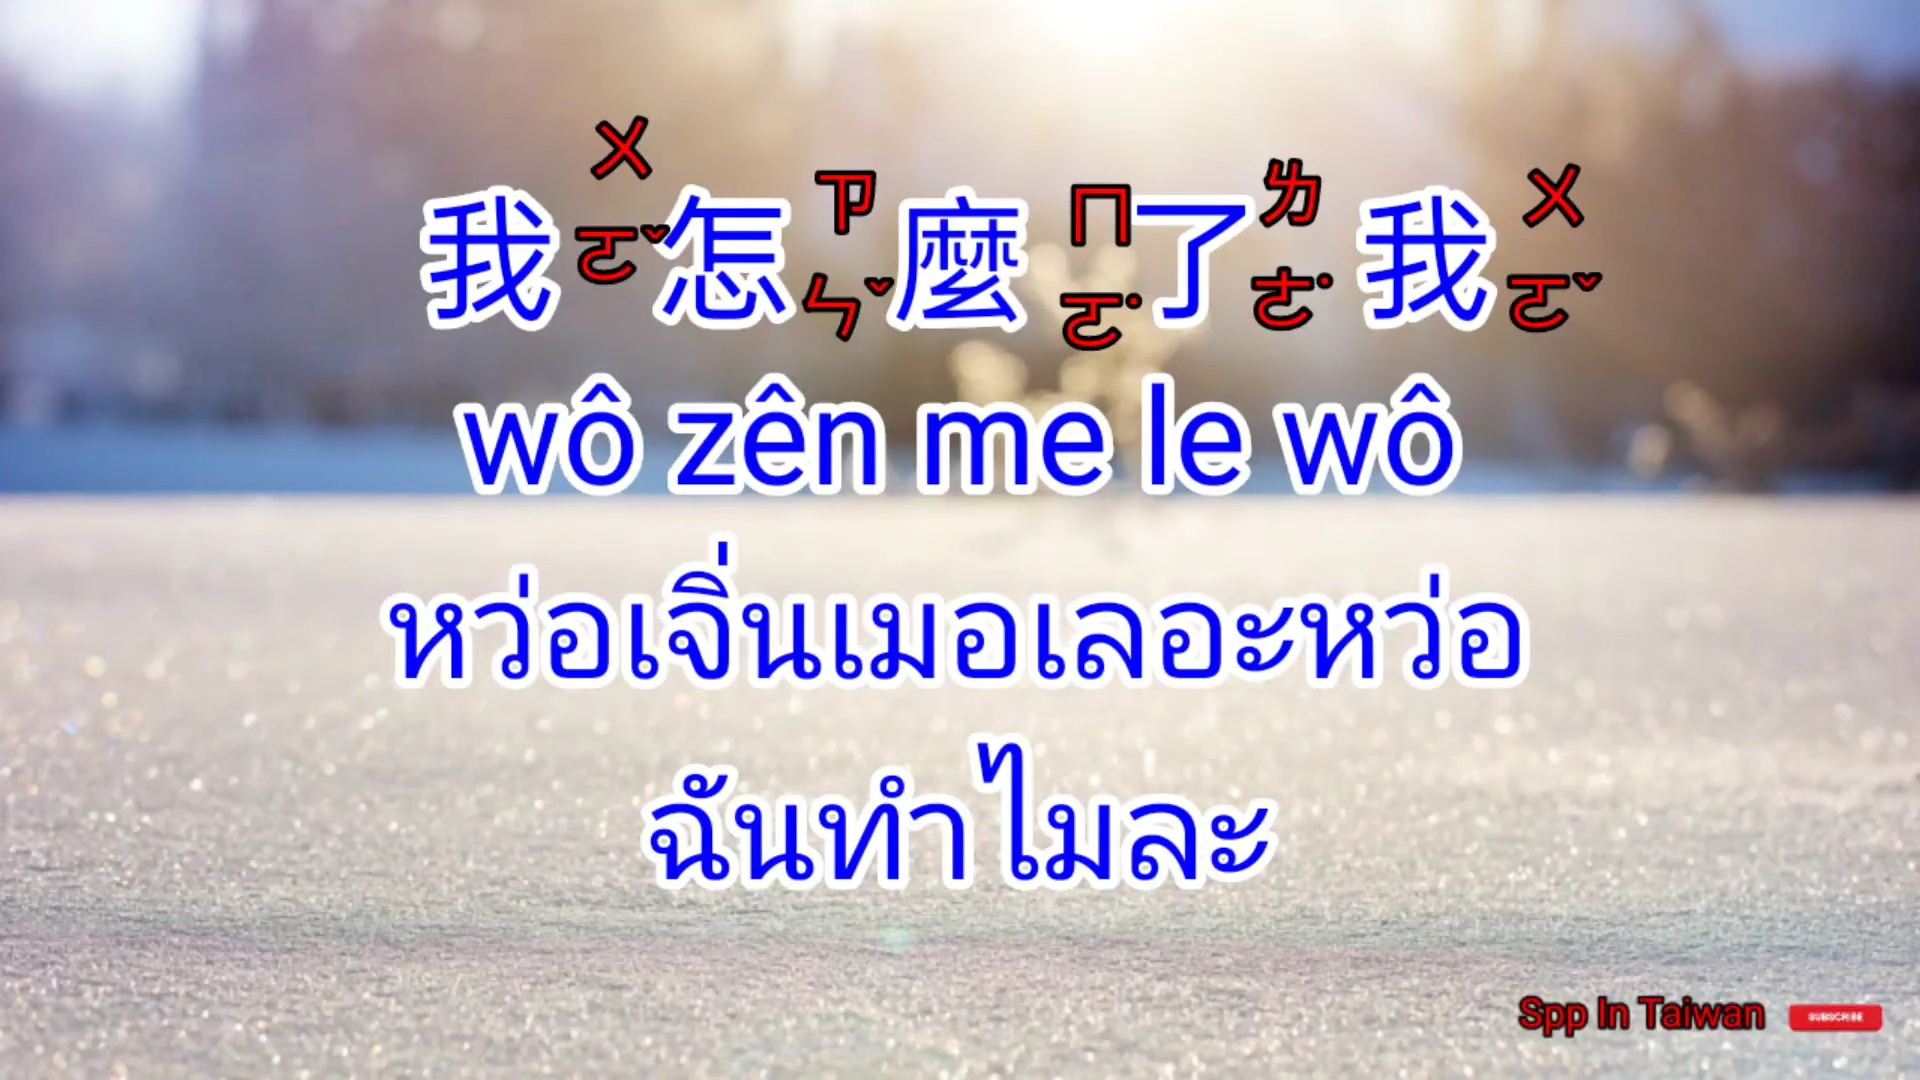 我ㄨㄛˇ怎ㄗㄣˇ麼ㄇㄛ˙了ㄌㄜ˙我ㄨㄛˇ
wô zên me le wô
หว่อเจิ่นเมอเลอะหว่อ
ฉันทำไมละ
Spp In Taiwan SUBSCRIBE